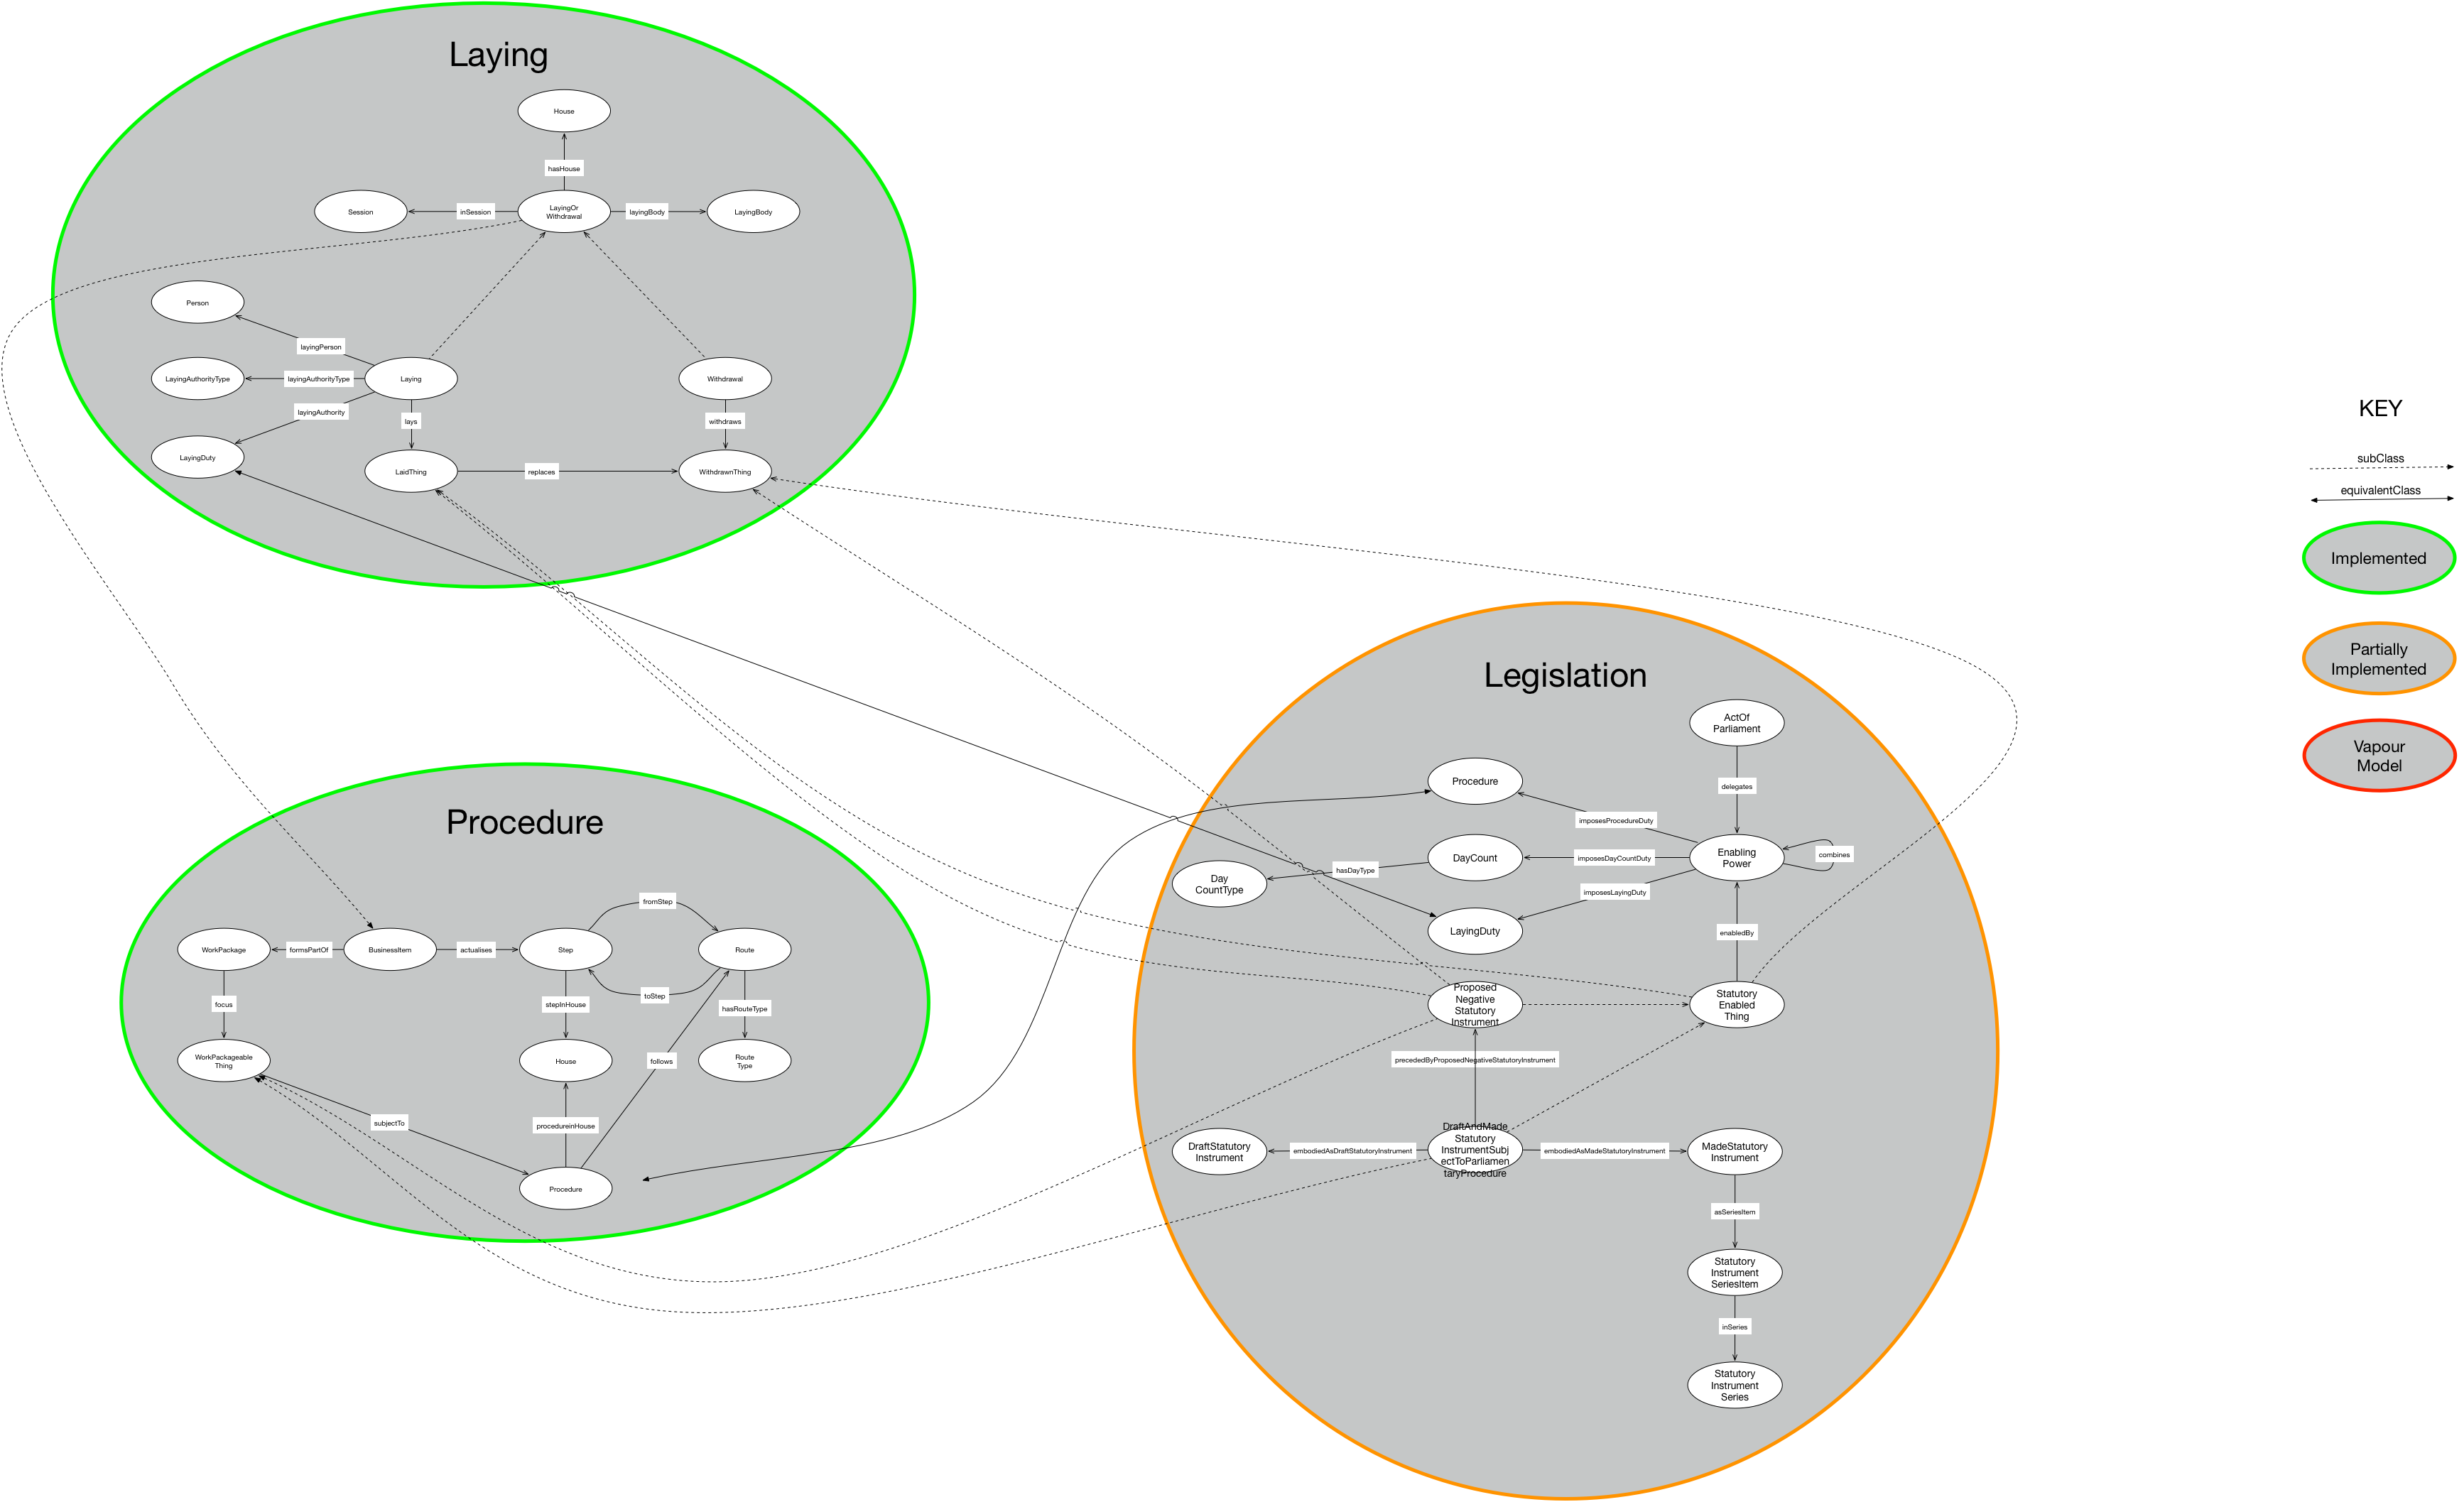 Laying
House
hasHouse
Session
inSession
LayingOr
Withdrawal
layingBody
LayingBody
Person
layingPerson
LayingAuthorityType
layingAuthorityType
Laying
Withdrawal
layingAuthority
lays
withdraws
LayingDuty
LaidThing
replaces
WithdrawnThing
KEY
subClass
equivalentClass
Implemented
Partially
Implemented
Vapour
Model
Legislation
ActOf
Parliament
delegates
Procedure
imposesProcedureDuty
DayCount
imposesDayCountDuty
Enabling
Power
combines
hasDayType
Day
CountType
imposesLayingDuty
LayingDuty
enabledBy
Proposed
Negative
Statutory
Instrument
Statutory
Enabled
Thing
precededByProposedNegativeStatutoryInstrument
DraftStatutory
Instrument
embodiedAsDraftStatutoryInstrument
DraftAndMade
Statutory
InstrumentSubj
ectToParliamen
taryProcedure
embodiedAsMadeStatutoryInstrument
MadeStatutory
Instrument
asSeriesItem
Statutory
Instrument
SeriesItem
inSeries
Statutory
Instrument
Series
Procedure
fromStep
WorkPackage
formsPartOf
BusinessItem
actualises
Step
Route
toStep
focus
stepInHouse
hasRouteType
WorkPackageable
Thing
House
follows
Route
Type
subjectTo
procedureinHouse
Procedure